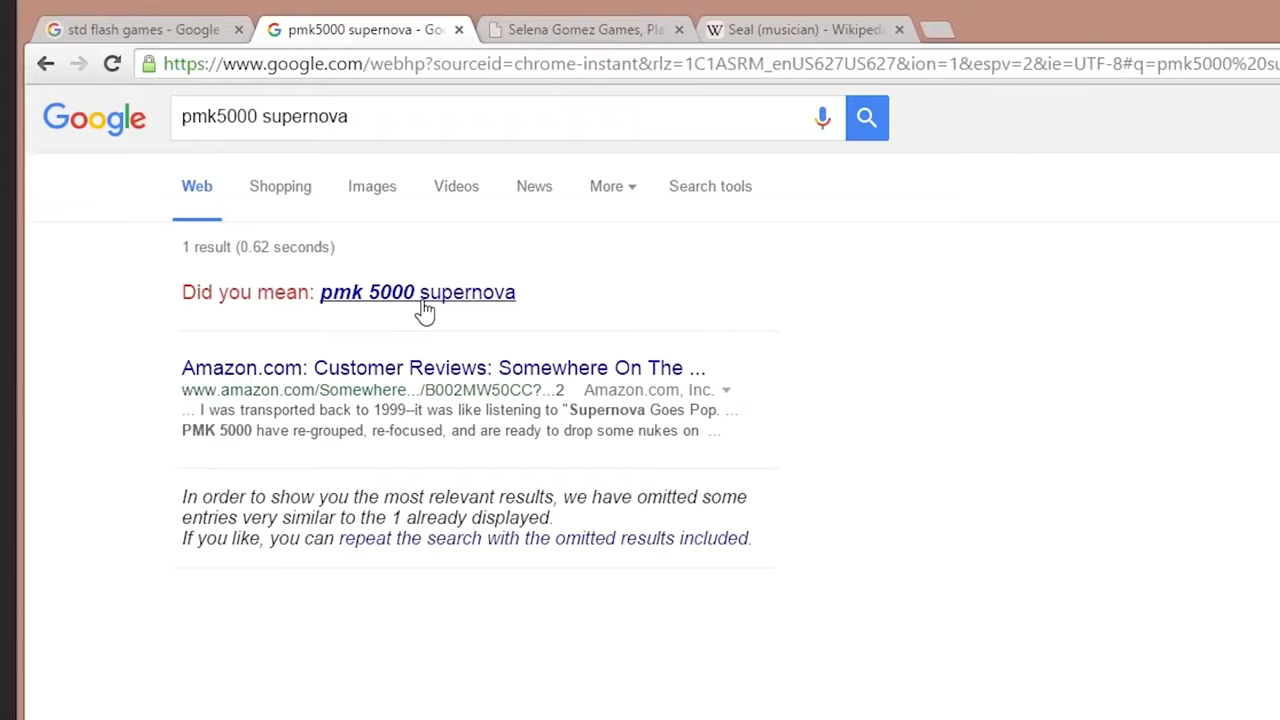 std flash games - Google
pmk5000 supernova - Goo
Selena Gomez Games, Pla
W Seal (musician) - Wikiped
https://www.google.com/webhp?sourceid=chrome-instant&rlz=1C1ASRM_enUS627US627&ion=1&espv=2&ie=UTF-8#q=pmk5000%20su
Google
pmk5000 supernova
Web Shopping Images Videos News More Search tools
1 result (0.62 seconds)
Did you mean: pmk 5000 supernova
Amazon.com: Customer Reviews: Somewhere On The ...
www.amazon.com/Somewhere.../B002MW50CC?...2 Amazon.com, Inc.
... I was transported back to 1999--it was like listening to "Supernova Goes Pop. ...
PMK 5000 have re-grouped, re-focused, and are ready to drop some nukes on ...
In order to show you the most relevant results, we have omitted some
entries very similar to the 1 already displayed.
If you like, you can repeat the search with the omitted results included.